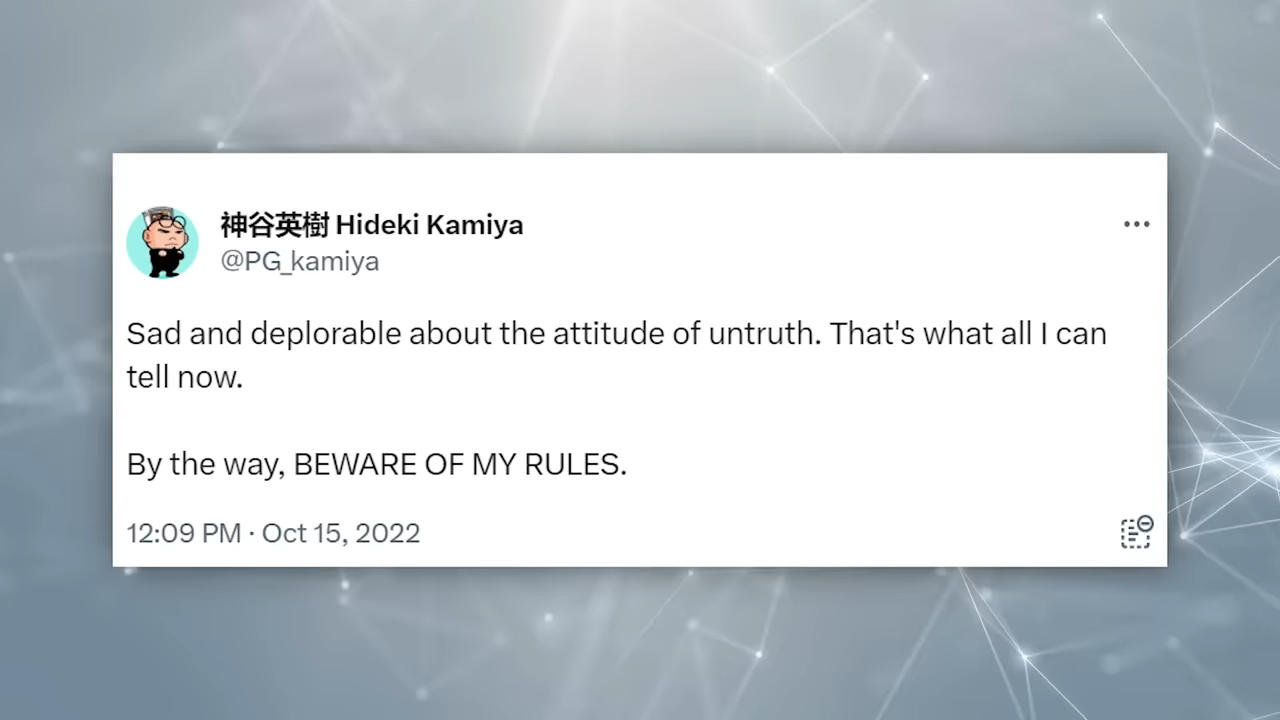 神谷英樹 Hideki Kamiya
@PG_kamiya
Sad and deplorable about the attitude of untruth. That's what all I can
tell now.
By the way, BEWARE OF MY RULES.
12:09 PM · Oct 15, 2022